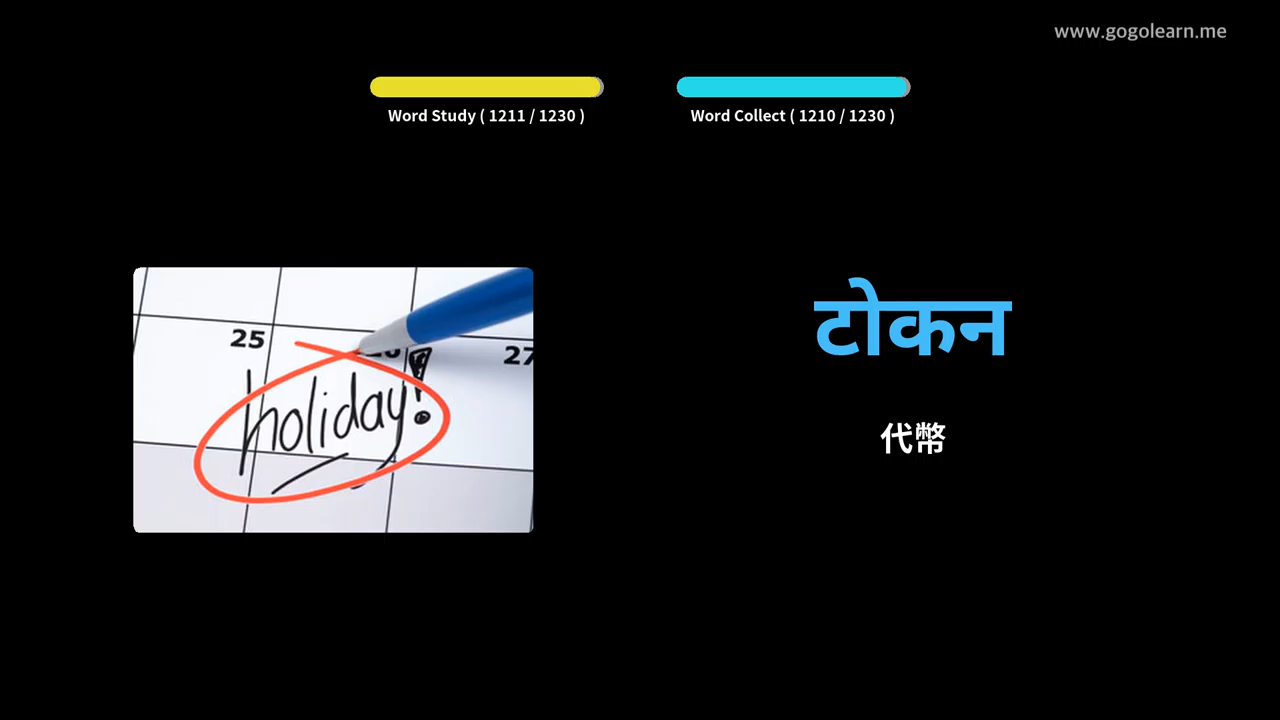 www.gogolearn.me
Word Study ( 1211 / 1230 )
Word Collect ( 1210 / 1230 )
25
27
holiday!
टोकन
代幣